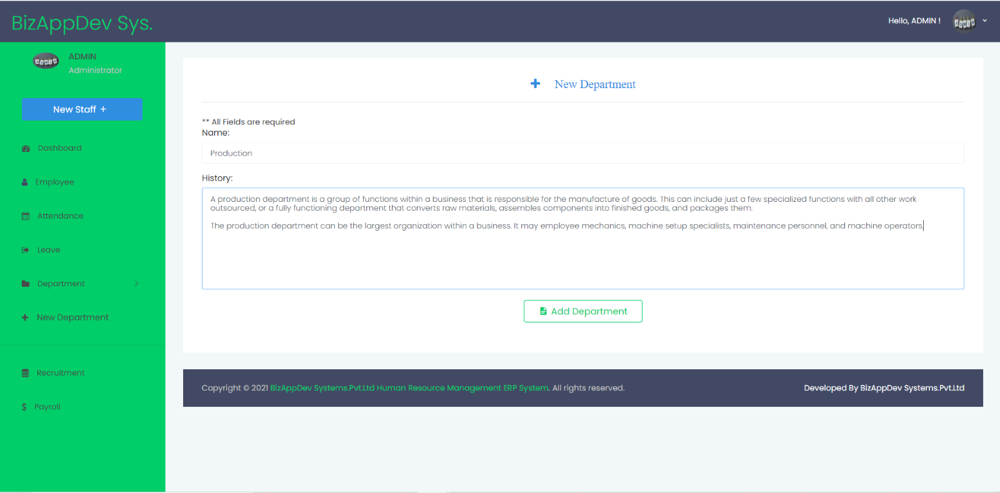 BizAppDev Sys.
Hello, ADMIN !
ADMIN
Administrator
New Staff +
Dashboard
Employee
Attendance
Leave
Department
New Department
Recruitment
Payroll
New Department
** All Fields are required
Name:
Production
History:
A production department is a group of functions within a business that is responsible for the manufacture of goods. This can include just a few specialized functions with all other work
outsourced, or a fully functioning department that converts raw materials, assembles components into finished goods, and packages them.
The production department can be the largest organization within a business. It may employee mechanics, machine setup specialists, maintenance personnel, and machine operators.
Add Department
Copyright © 2021 BizAppDev Systems.Pvt.Ltd Human Resource Management ERP System. All rights reserved.
Developed By BizAppDev Systems.Pvt.Ltd